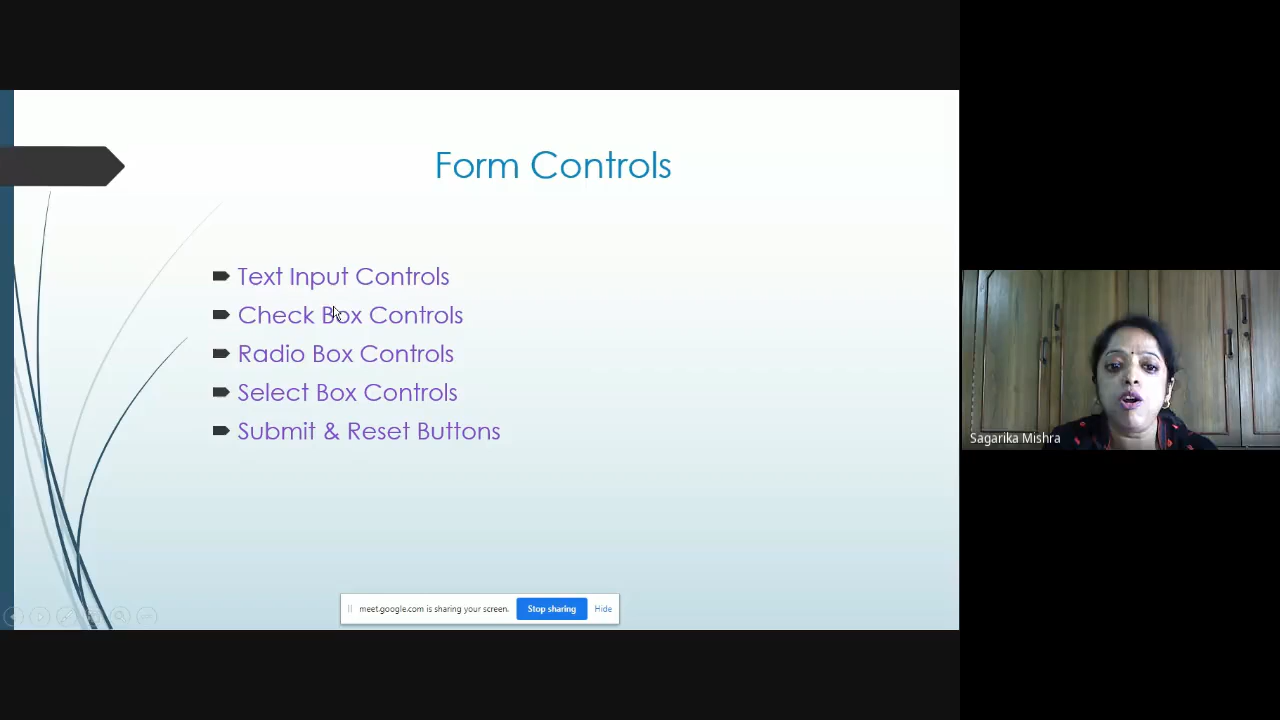 Form Controls
Text Input Controls
Check Box Controls
Radio Box Controls
Select Box Controls
Submit & Reset Buttons
Sagarika Mishra
meet.google.com is sharing your screen.
Stop sharing
Hide